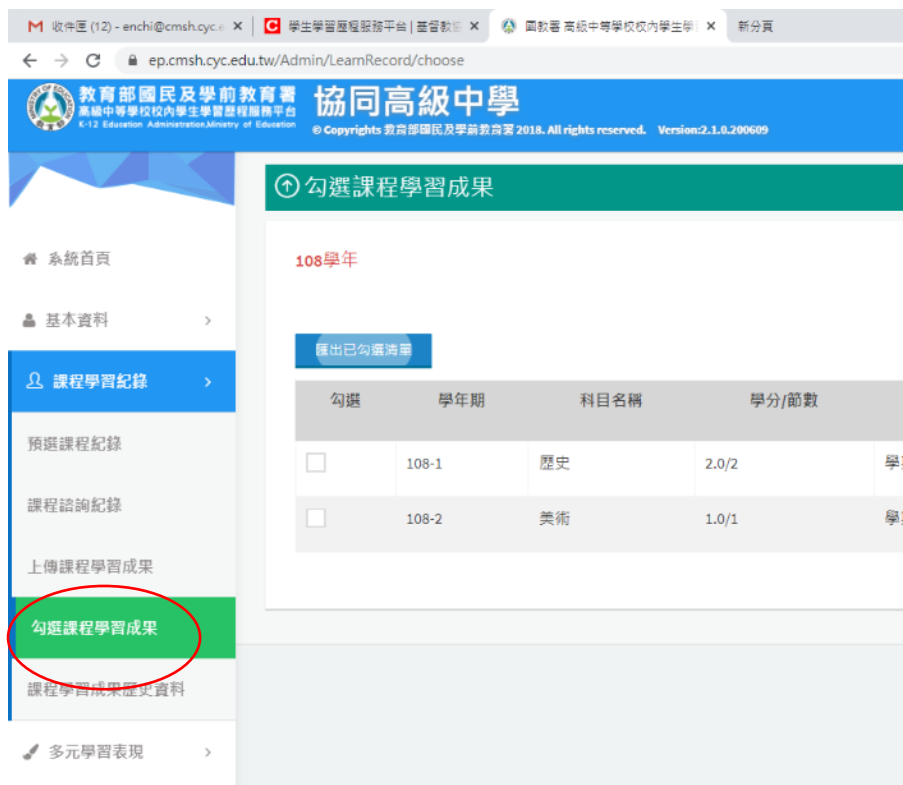 收件匣 (12) - enchi@cmsh.cyc.e
學生學習歷程服務平台 | 基督教
國教署 高級中等學校校內學生學
新分頁
ep.cmsh.cyc.edu.tw/Admin/LearnRecord/choose
教育部國民及學前教育署
高級中等學校校內學生學習歷程服務平台
K-12 Education Administration,Ministry of Education
協同高級中學
© Copyrights 教育部國民及學前教育署 2018. All rights reserved. Version:2.1.0.200609
勾選課程學習成果
系統首頁
108學年
基本資料
匯出已勾選清單
課程學習紀錄
勾選 學年期 科目名稱 學分/節數
預選課程紀錄
108-1 歷史 2.0/2
課程諮詢紀錄
108-2 美術 1.0/1
上傳課程學習成果
勾選課程學習成果
課程學習成果歷史資料
多元學習表現